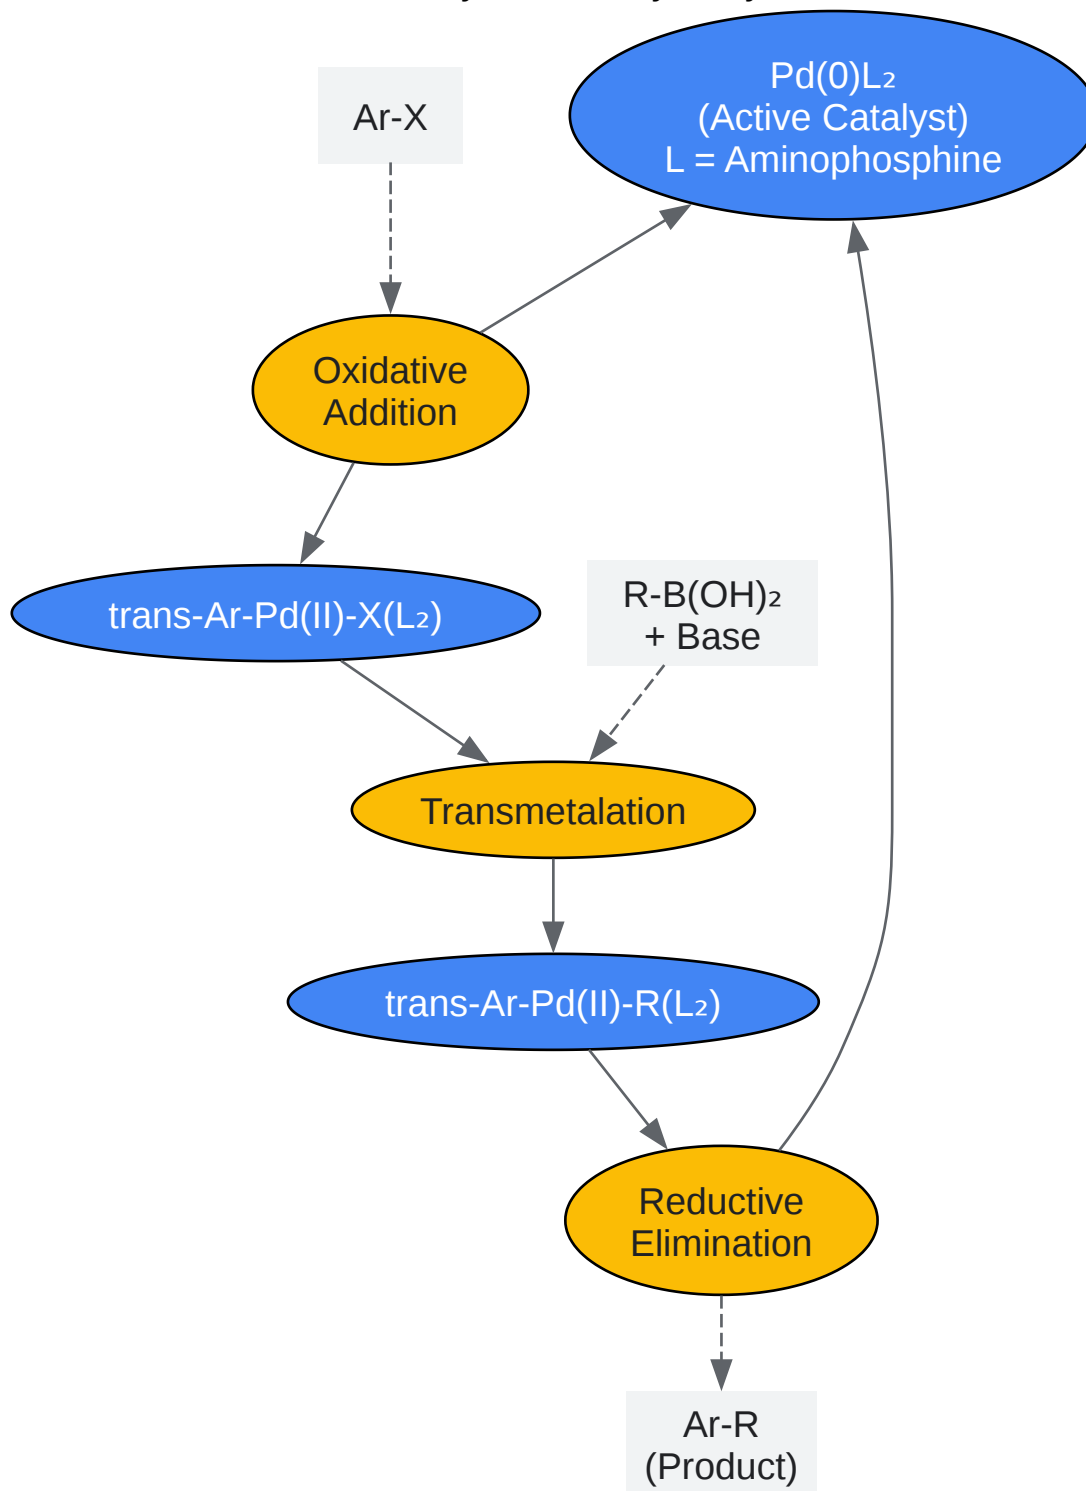 Ar-X
Pd(0)L₂
(Active Catalyst)
L = Aminophosphine
Oxidative
Addition
trans-Ar-Pd(II)-X(L₂)
R-B(OH)₂
+ Base
Transmetalation
trans-Ar-Pd(II)-R(L₂)
Reductive
Elimination
Ar-R
(Product)